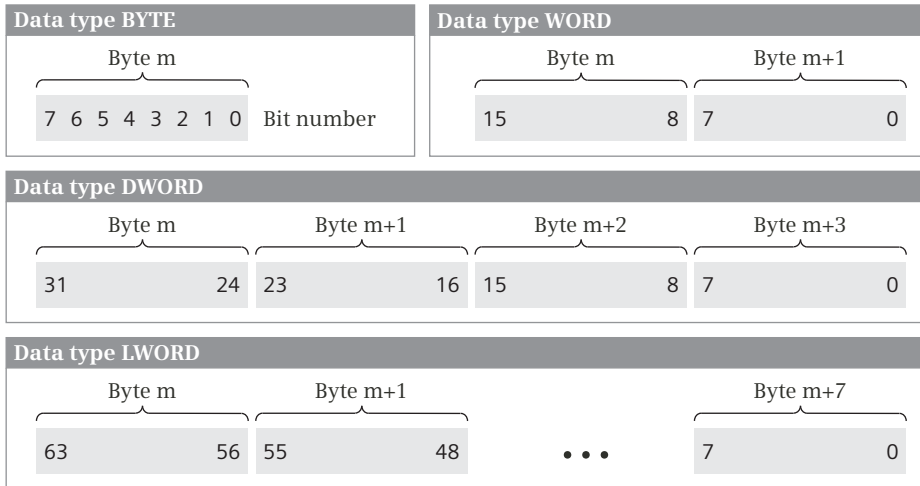 Data type BYTE
Byte m
7 6 5 4 3 2 1 0 Bit number
Data type WORD
Byte m Byte m+1
15 8 7 0
Data type DWORD
Byte m Byte m+1 Byte m+2 Byte m+3
31 24 23 16 15 8 7 0
Data type LWORD
Byte m Byte m+1 Byte m+7
63 56 55 48 • • • 7 0